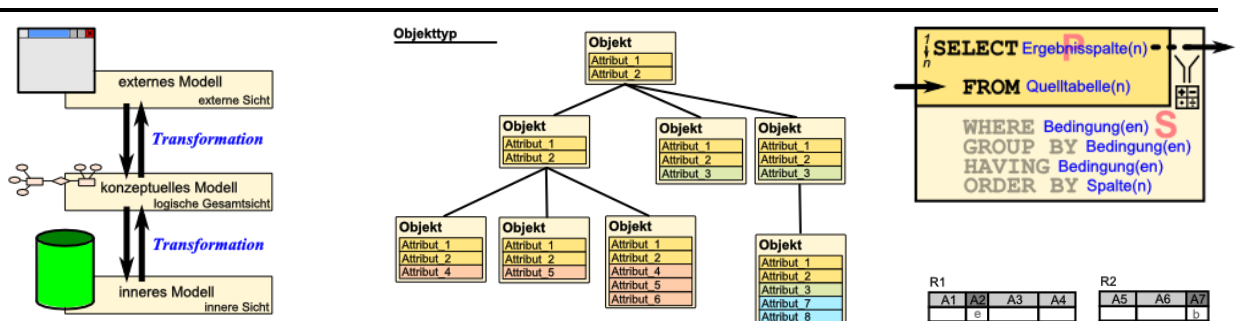 externes Modell
externe Sicht
Transformation
konzeptuelles Modell
logische Gesamtsicht
Transformation
inneres Modell
innere Sicht
Objekttyp
Objekt
Attribut_1
Attribut_2
Objekt
Attribut_1
Attribut_2
Objekt
Attribut_1
Attribut_2
Attribut_3
Objekt
Attribut_1
Attribut_2
Attribut_3
Objekt
Attribut_1
Attribut_2
Attribut_4
Objekt
Attribut_1
Attribut_2
Attribut_5
Objekt
Attribut_1
Attribut_2
Attribut_4
Attribut_5
Attribut_6
Objekt
Attribut_1
Attribut_2
Attribut_3
Attribut_7
Attribut_8
1
n
SELECT Ergebnisspalte(n)
P
FROM Quelltabelle(n)
WHERE Bedingung(en) S
GROUP BY Bedingung(en)
HAVING Bedingung(en)
ORDER BY Spalte(n)
R1
A1 A2 A3 A4
e
R2
A5 A6 A7
b